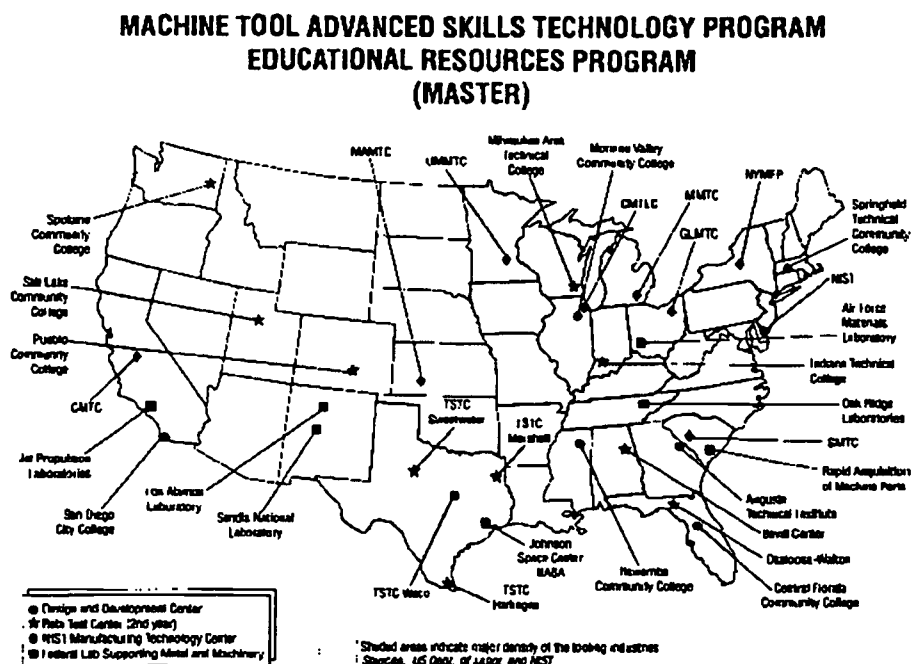 MACHINE TOOL ADVANCED SKILLS TECHNOLOGY PROGRAM
EDUCATIONAL RESOURCES PROGRAM
(MASTER)
MAMTC
UMMTC
Milwaukee Area
Technical
College
Moraine Valley
Community College
CMTLC
MMTC
GLMTC
NYMEP
Springfield
Technical
Community
College
NIST
Air Force
Materials
Laboratory
Indiana Technical
College
Oak Ridge
Laboratories
SMTC
Rapid Acquisition
of Machine Parts
Augusta
Technical Institute
Bevill Center
Okaloosa-Walton
Central Florida
Community College
Itawamba
Community College
Spokane
Community
College
Salt Lake
Community
College
Pueblo
Community
College
CMTC
Jet Propulsion
Laboratories
San Diego
City College
Los Alamos
Laboratory
Sandia National
Laboratory
TSTC
Sweetwater
TSTC
Marshall
Johnson
Space Center
NASA
TSTC Waco
TSTC
Harlingen
Design and Development Center
Beta Test Center (2nd year)
NIST Manufacturing Technology Center
Federal Lab Supporting Metal and Machinery
Shaded areas indicate major density of the tooling industries
Sources, US Dept. of Labor and NIST